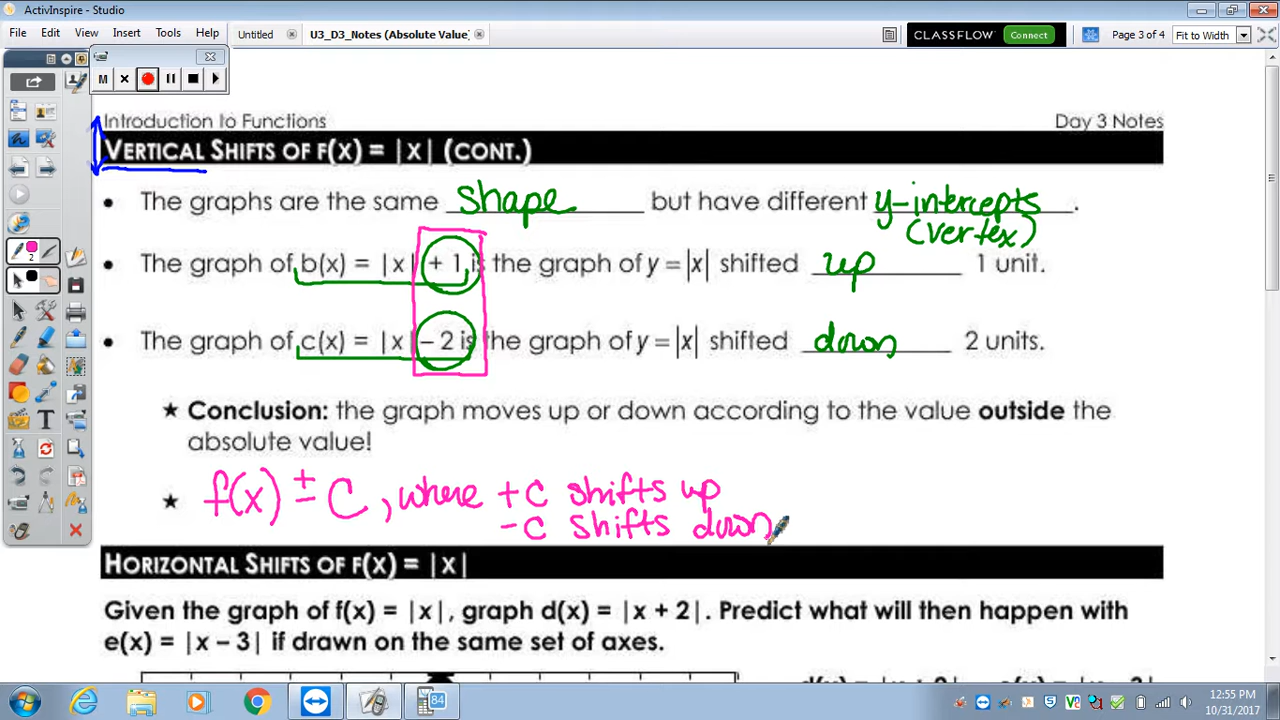 ActivInspire - Studio
File Edit View Insert Tools Help Untitled U3_D3_Notes (Absolute Value) CLASSFLOW Connect Page 3 of 4 Fit to Width
M
Introduction to Functions Day 3 Notes
VERTICAL SHIFTS OF F(X) = |X| (CONT.)
• The graphs are the same shape but have different y-intercepts.
(vertex)
• The graph of b(x) = |x| + 1 is the graph of y = |x| shifted up 1 unit.
• The graph of c(x) = |x| – 2 is the graph of y = |x| shifted down 2 units.
★ Conclusion: the graph moves up or down according to the value outside the
absolute value!
★ f(x) ± C, where +c shifts up
-c shifts down
HORIZONTAL SHIFTS OF F(X) = |X|
Given the graph of f(x) = |x|, graph d(x) = |x + 2|. Predict what will then happen with
e(x) = |x – 3| if drawn on the same set of axes.
2
84
12:55 PM
10/31/2017